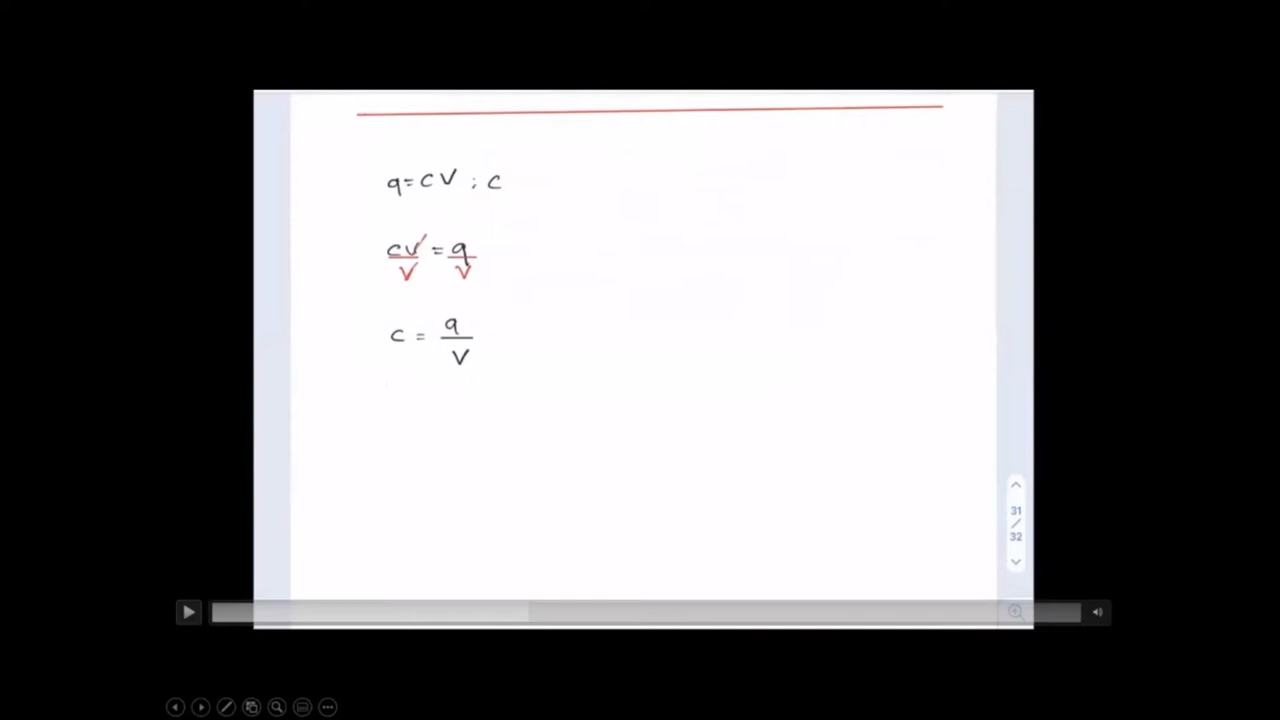 q = cV ; c
cV/V = q/V
c = q/V
31
/
32